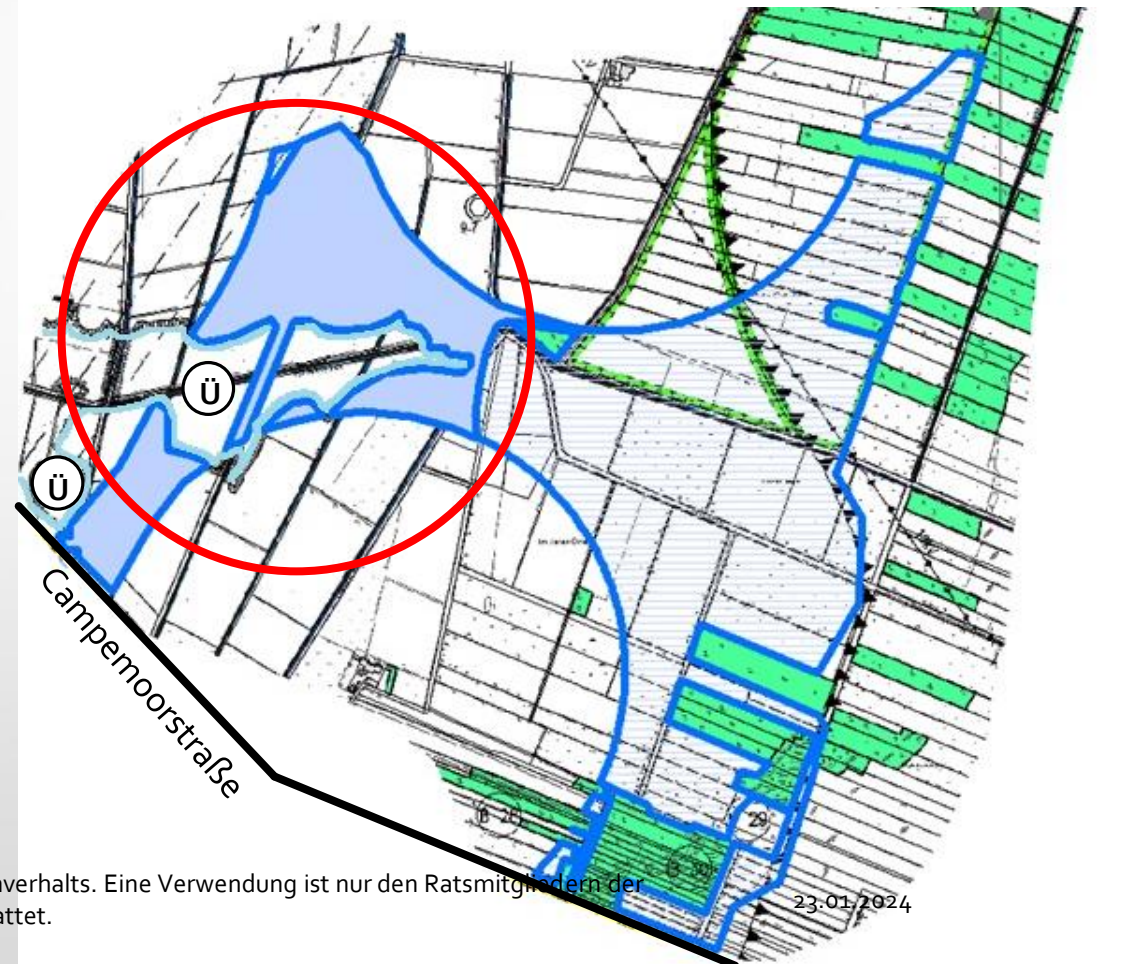 Ü
Ü
Campemoorstraße
29
verhalts. Eine Verwendung ist nur den Ratsmitgliedern der
attet.
23.01.2024